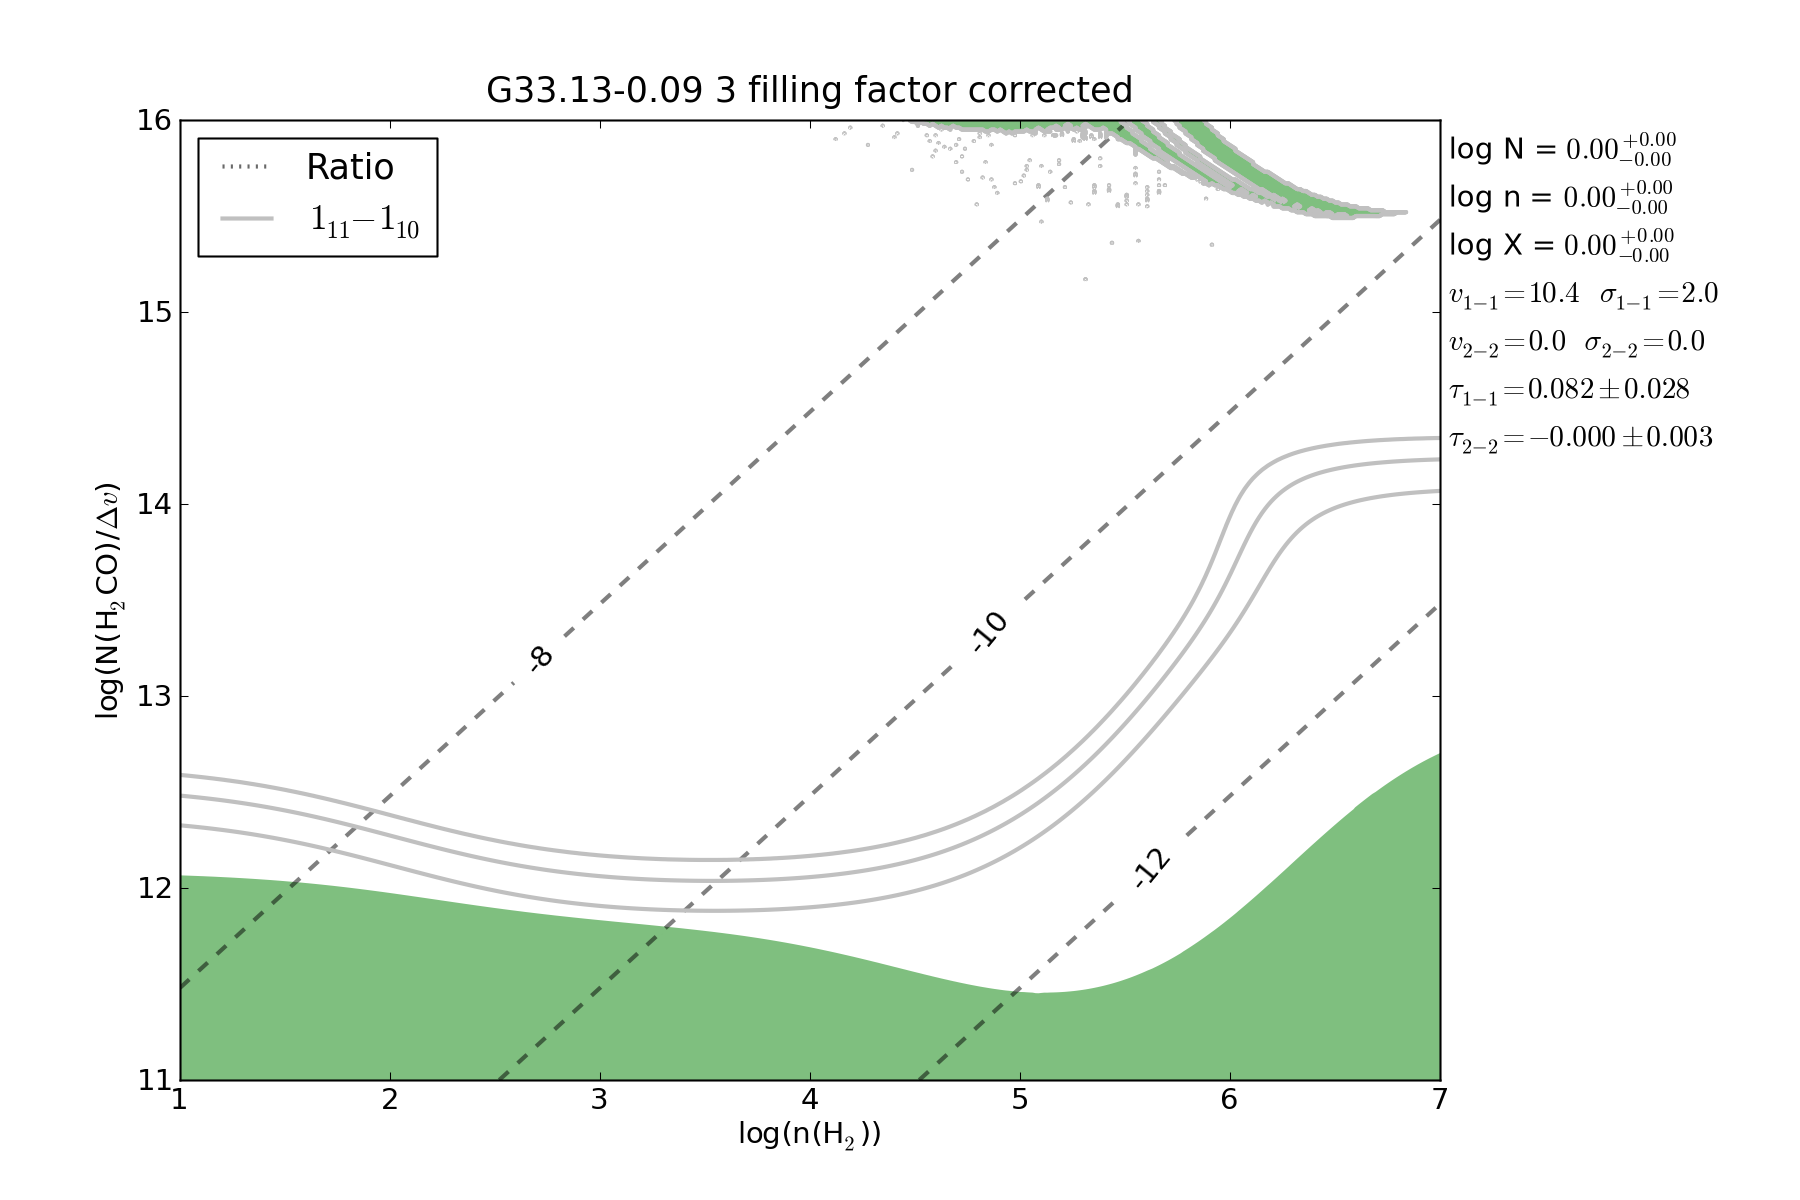 G33.13-0.09 3 filling factor corrected
16
15
14
13
12
11
1 2 3 4 5 6 7
log(N(H₂CO)/Δv)
log(n(H₂))
Ratio
1₁₁−1₁₀
-8
-10
-12
log N = 0.00⁺⁰·⁰⁰₋₀.₀₀
log n = 0.00⁺⁰·⁰⁰₋₀.₀₀
log X = 0.00⁺⁰·⁰⁰₋₀.₀₀
v₁₋₁=10.4 σ₁₋₁=2.0
v₂₋₂=0.0 σ₂₋₂=0.0
τ₁₋₁=0.082±0.028
τ₂₋₂=−0.000±0.003